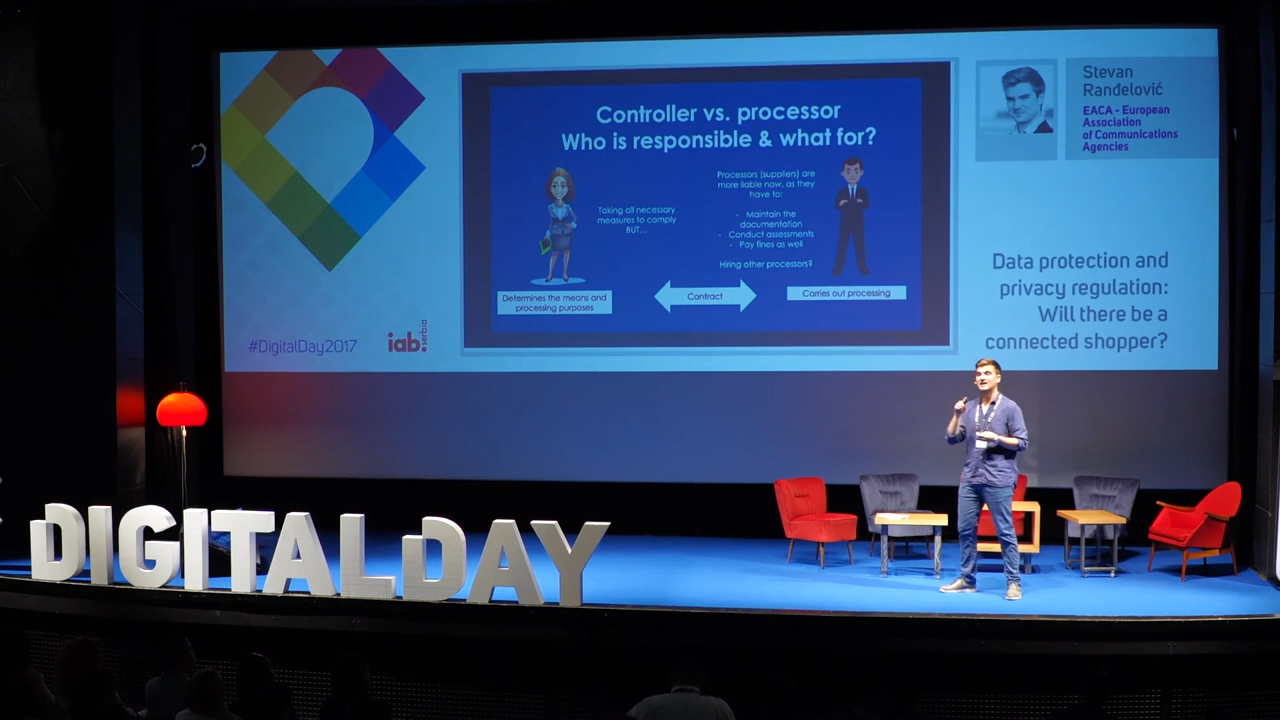 Controller vs. processor
Who is responsible & what for?
Taking all necessary
measures to comply
BUT...
Processors (suppliers) are
more liable now, as they
have to:
- Maintain the
documentation
- Conduct assessments
- Pay fines as well
Hiring other processors?
Determines the means and
processing purposes
Contract
Carries out processing
Stevan
Ranđelović
EACA - European
Association
of Communications
Agencies
Data protection and
privacy regulation:
Will there be a
connected shopper?
#DigitalDay2017
iab.
serbia
DIGITALDAY